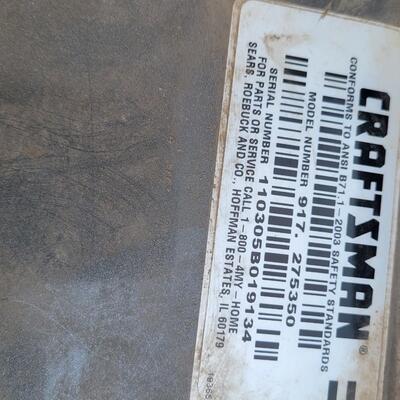 CRAFTSMAN®
CONFORMS TO ANSI B71.1-2003 SAFETY STANDARDS
MODEL NUMBER 917. 275350
SERIAL NUMBER 110305B019134
FOR PARTS OR SERVICE CALL 1-800-4MY-HOME
SEARS, ROEBUCK AND CO., HOFFMAN ESTATES, IL 60179